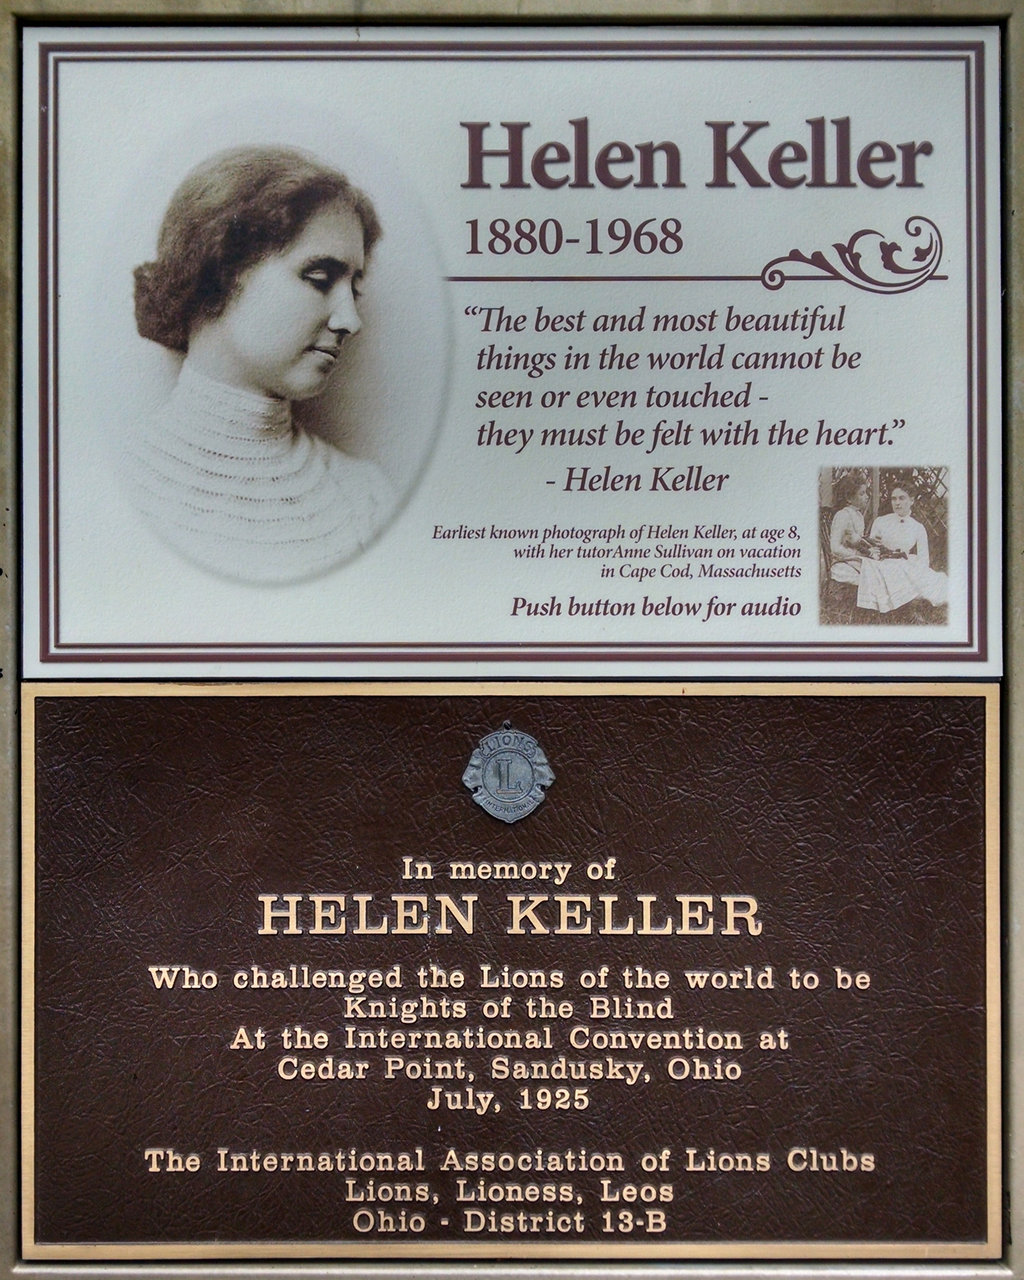 Helen Keller
1880-1968
“The best and most beautiful
things in the world cannot be
seen or even touched -
they must be felt with the heart.”
- Helen Keller
Earliest known photograph of Helen Keller, at age 8,
with her tutorAnne Sullivan on vacation
in Cape Cod, Massachusetts
Push button below for audio
LIONS
L
INTERNATIONAL
In memory of
HELEN KELLER
Who challenged the Lions of the world to be
Knights of the Blind
At the International Convention at
Cedar Point, Sandusky, Ohio
July, 1925
The International Association of Lions Clubs
Lions, Lioness, Leos
Ohio - District 13-B